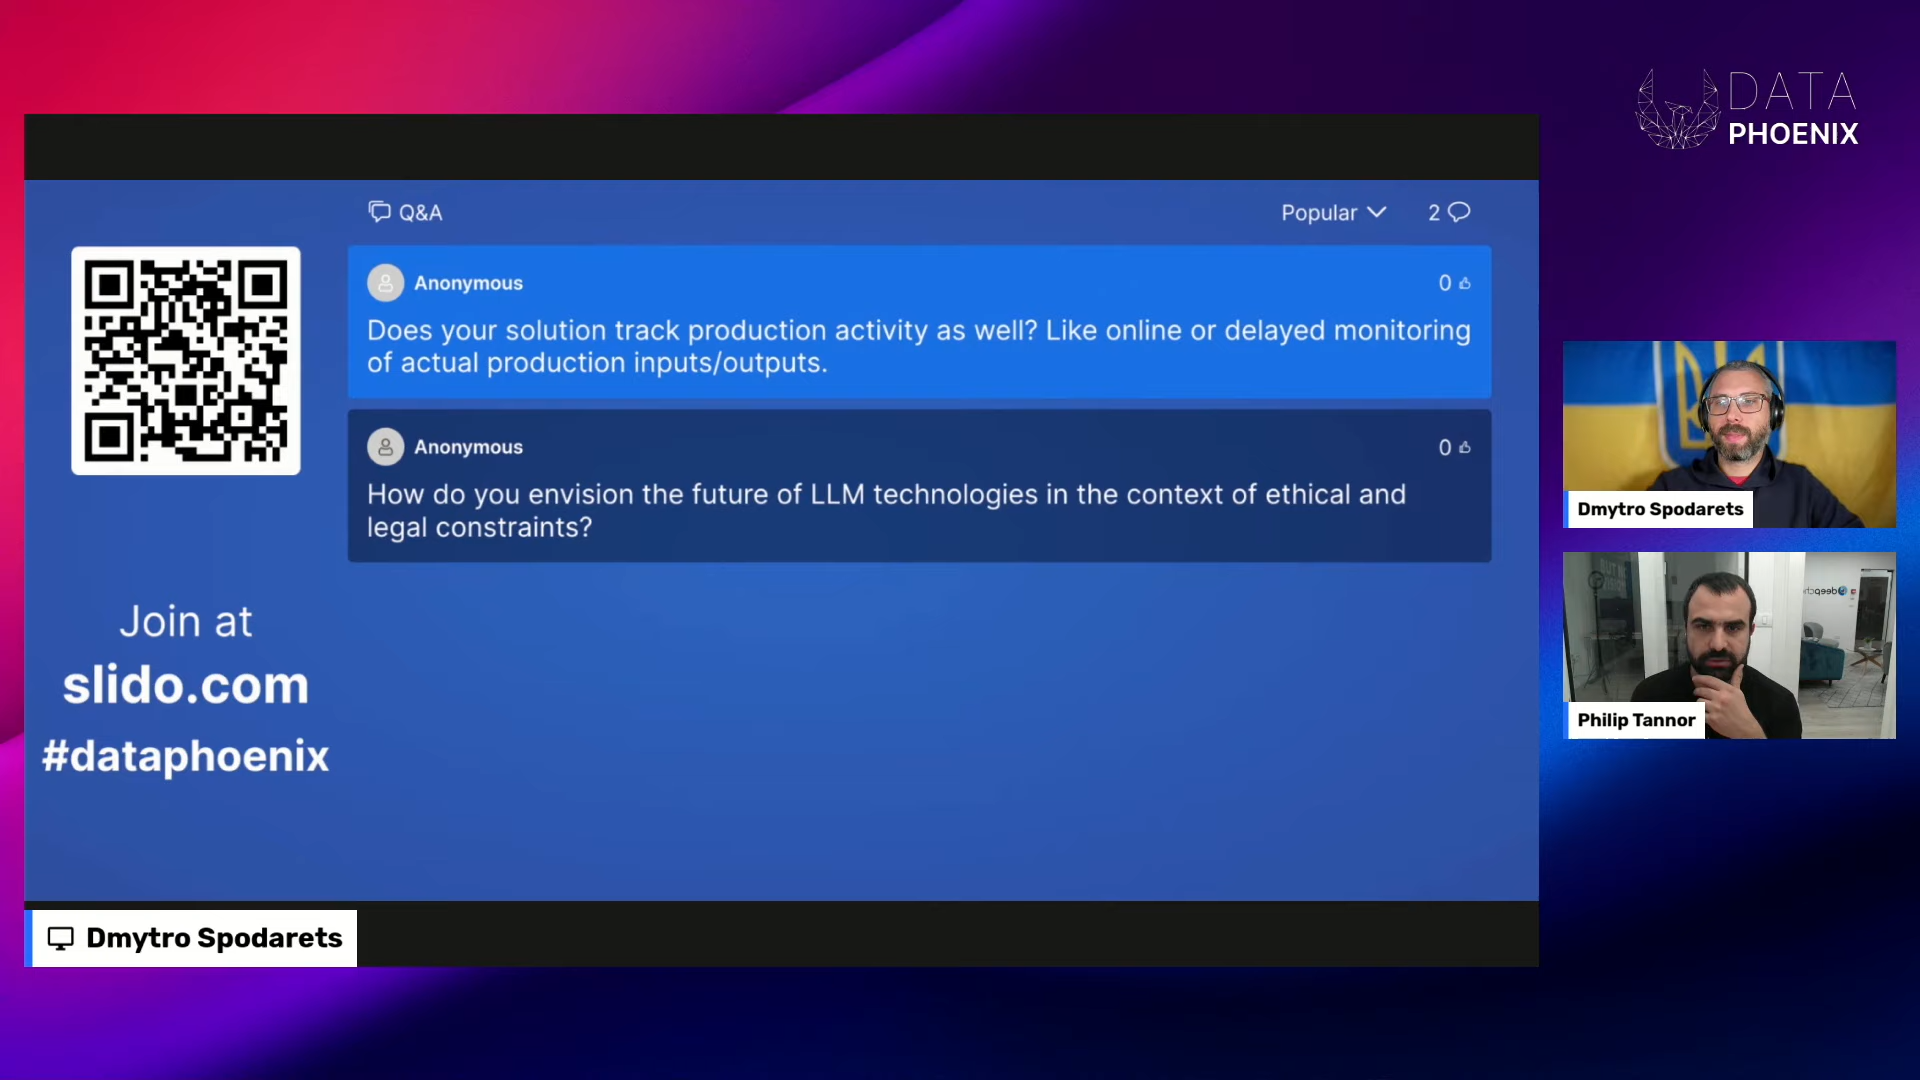 DATA
PHOENIX
Q&A
Popular
2
Anonymous
0
Does your solution track production activity as well? Like online or delayed monitoring
of actual production inputs/outputs.
Anonymous
0
How do you envision the future of LLM technologies in the context of ethical and
legal constraints?
Join at
slido.com
#dataphoenix
Dmytro Spodarets
Dmytro Spodarets
Philip Tannor